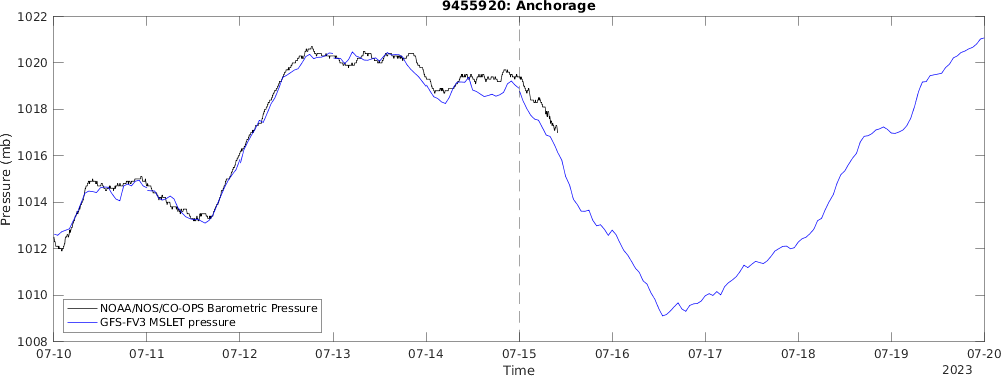 9455920: Anchorage
1022
1020
1018
1016
1014
1012
1010
1008
Pressure (mb)
NOAA/NOS/CO-OPS Barometric Pressure
GFS-FV3 MSLET pressure
07-10 07-11 07-12 07-13 07-14 07-15 07-16 07-17 07-18 07-19 07-20
Time
2023